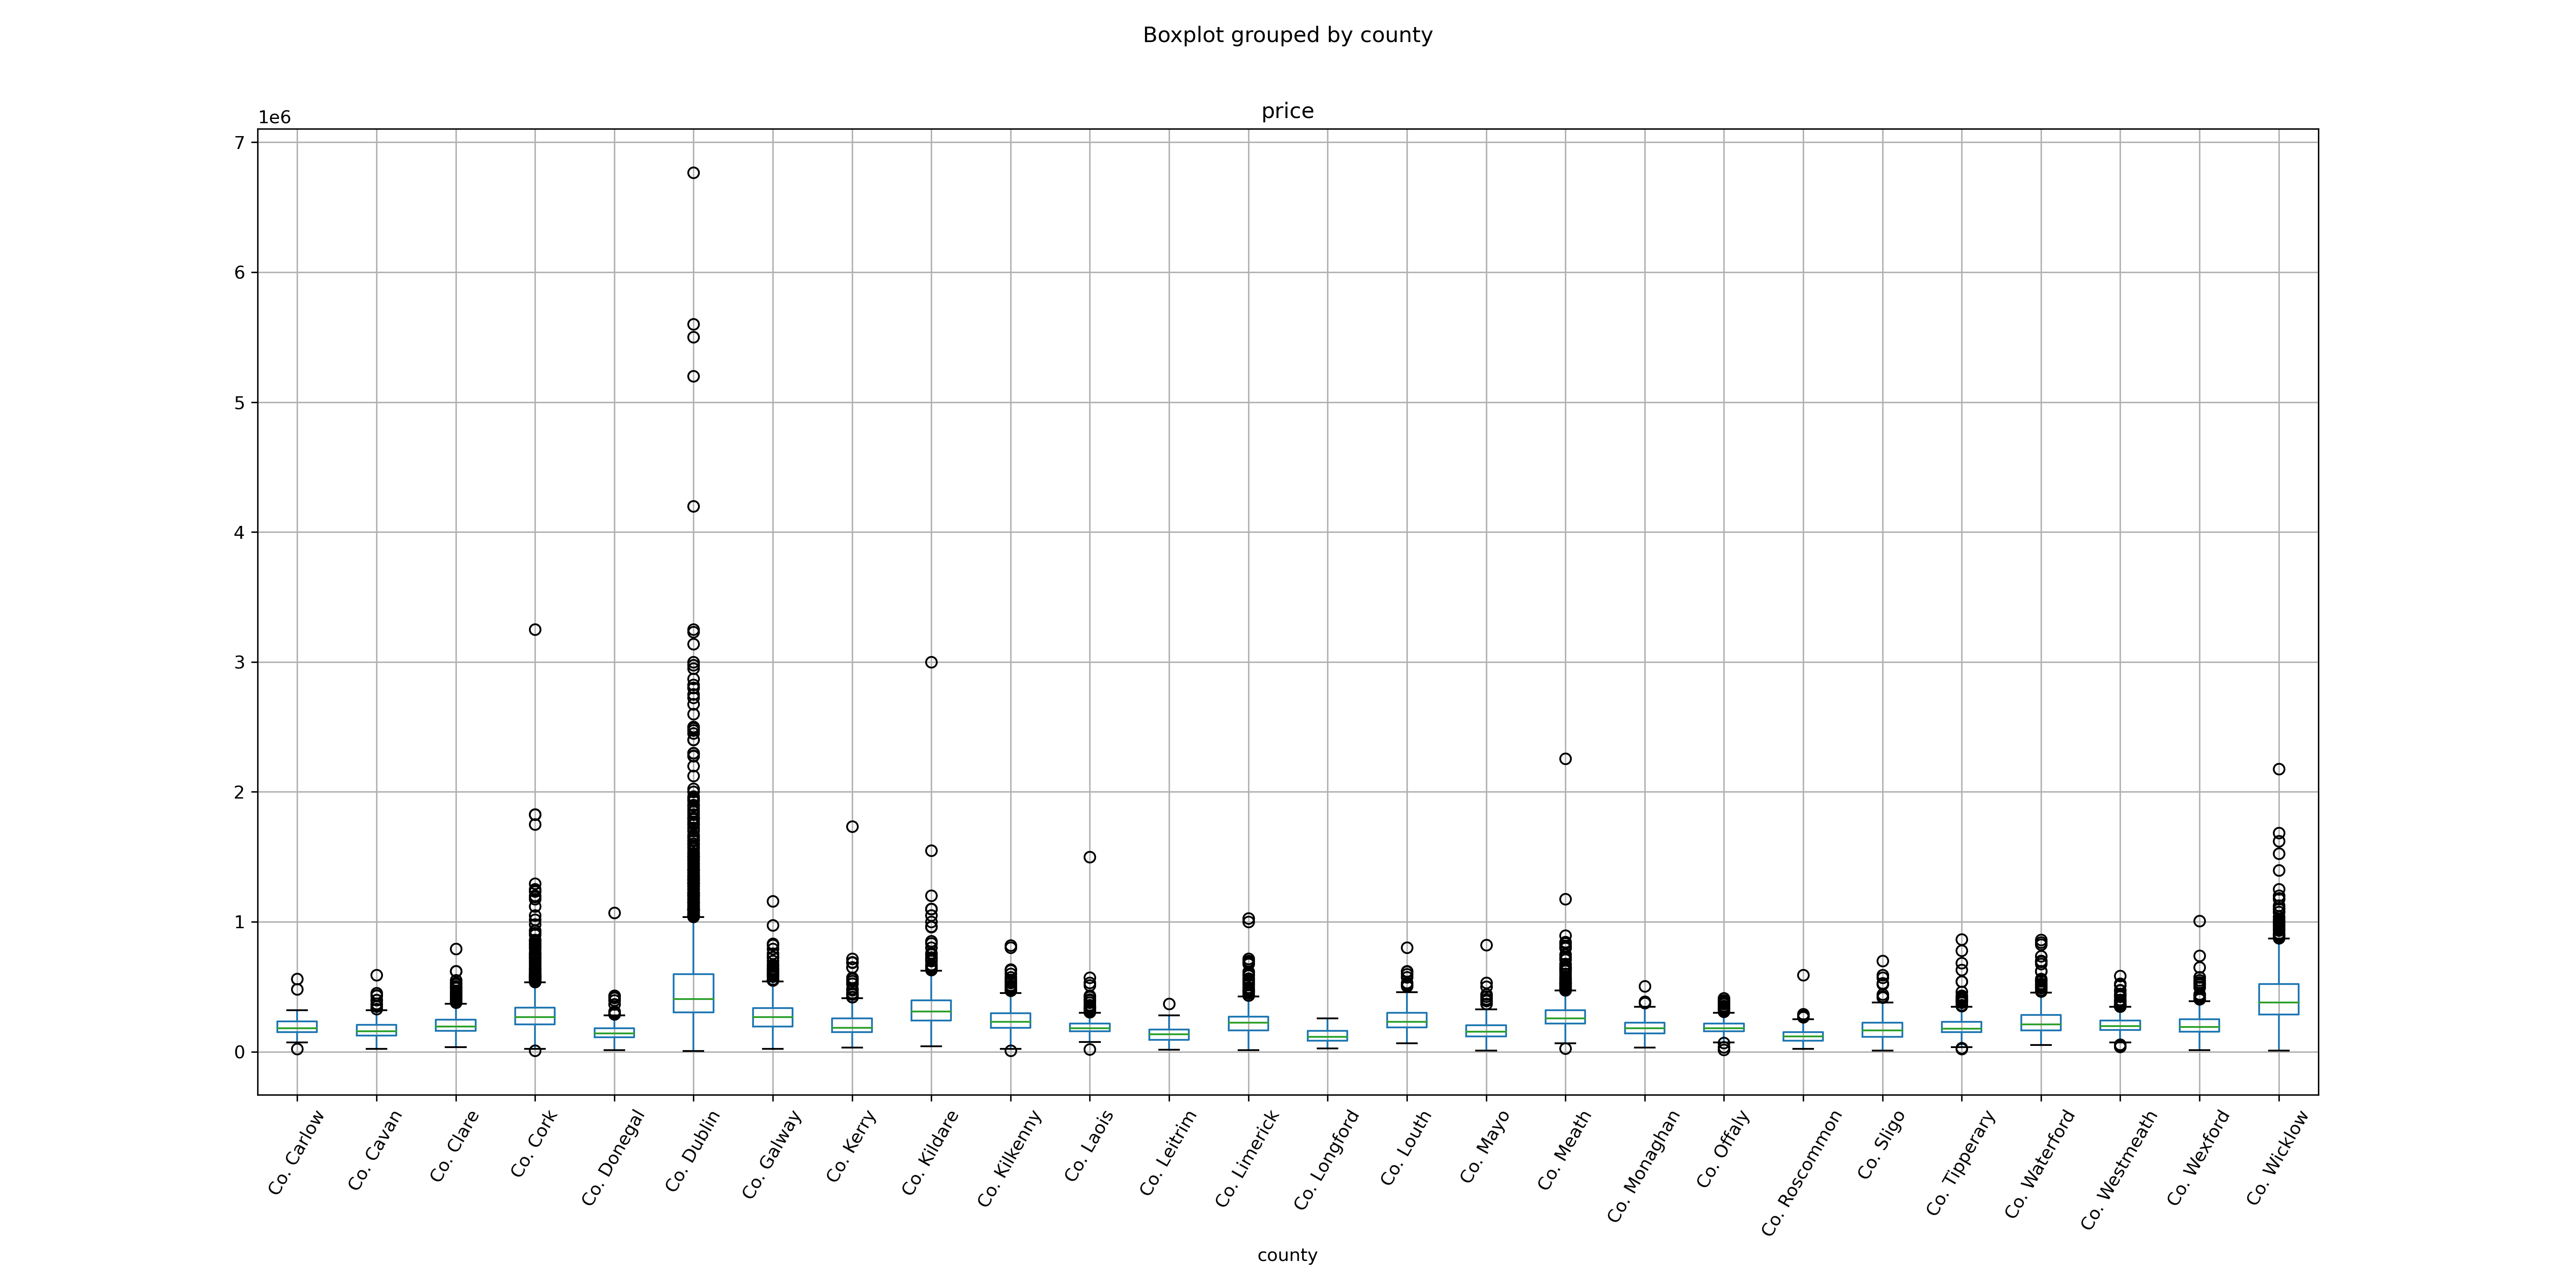 Boxplot grouped by county
price
1e6
7
6
5
4
3
2
1
0
Co. Carlow
Co. Cavan
Co. Clare
Co. Cork
Co. Donegal
Co. Dublin
Co. Galway
Co. Kerry
Co. Kildare
Co. Kilkenny
Co. Laois
Co. Leitrim
Co. Limerick
Co. Longford
Co. Louth
Co. Mayo
Co. Meath
Co. Monaghan
Co. Offaly
Co. Roscommon
Co. Sligo
Co. Tipperary
Co. Waterford
Co. Westmeath
Co. Wexford
Co. Wicklow
county